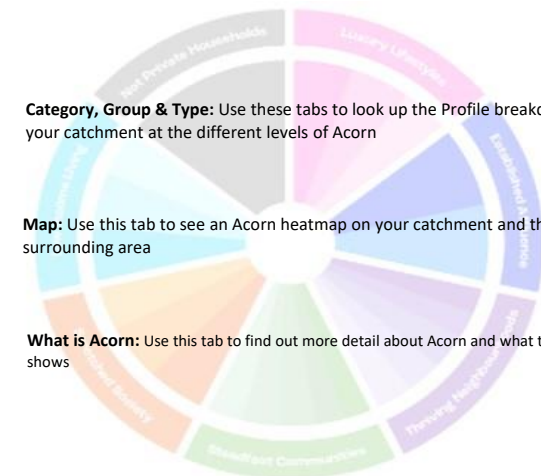 Not Private Households
Luxury Lifestyles
Category, Group & Type: Use these tabs to look up the Profile breakd
your catchment at the different levels of Acorn
Established Affluence
Map: Use this tab to see an Acorn heatmap on your catchment and th
surrounding area
What is Acorn: Use this tab to find out more detail about Acorn and what t
shows
Thriving Neighbourhoods
Steadfast Communities
Stretched Society